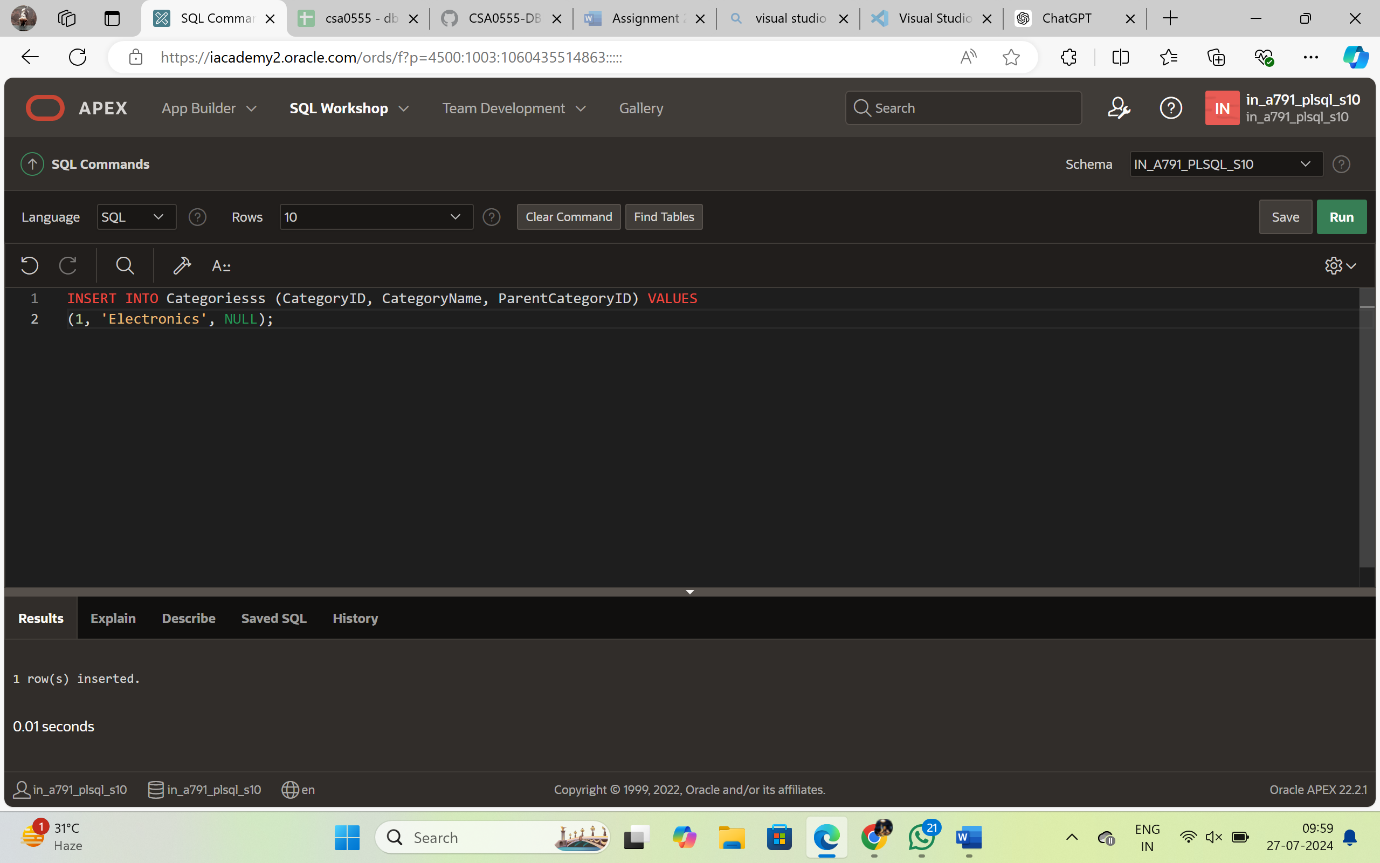 SQL Commar
csa0555 - db
CSA0555-DB
Assignment 2
visual studio
Visual Studio
ChatGPT
https://iacademy2.oracle.com/ords/f?p=4500:1003:1060435514863:::::
APEX App Builder SQL Workshop Team Development Gallery Search IN in_a791_plsql_s10
in_a791_plsql_s10
SQL Commands Schema IN_A791_PLSQL_S10
Language SQL Rows 10 Clear Command Find Tables Save Run
1 INSERT INTO Categoriesss (CategoryID, CategoryName, ParentCategoryID) VALUES
2 (1, 'Electronics', NULL);
Results Explain Describe Saved SQL History
1 row(s) inserted.
0.01 seconds
in_a791_plsql_s10 in_a791_plsql_s10 en Copyright © 1999, 2022, Oracle and/or its affiliates. Oracle APEX 22.2.1
1 31°C
Haze
Search
21
ENG
IN
09:59
27-07-2024